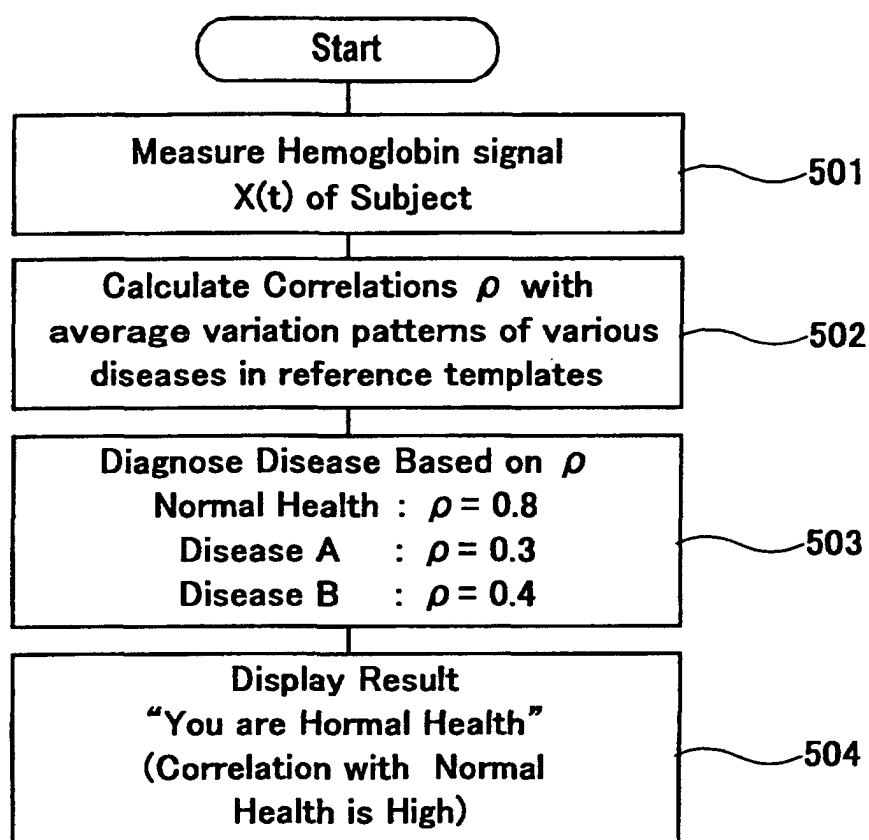 Start
Measure Hemoglobin signal
X(t) of Subject
501
Calculate Correlations ρ with
average variation patterns of various
diseases in reference templates
502
Diagnose Disease Based on ρ
Normal Health : ρ = 0.8
Disease A : ρ = 0.3
Disease B : ρ = 0.4
503
Display Result
“You are Hormal Health”
(Correlation with Normal
Health is High)
504